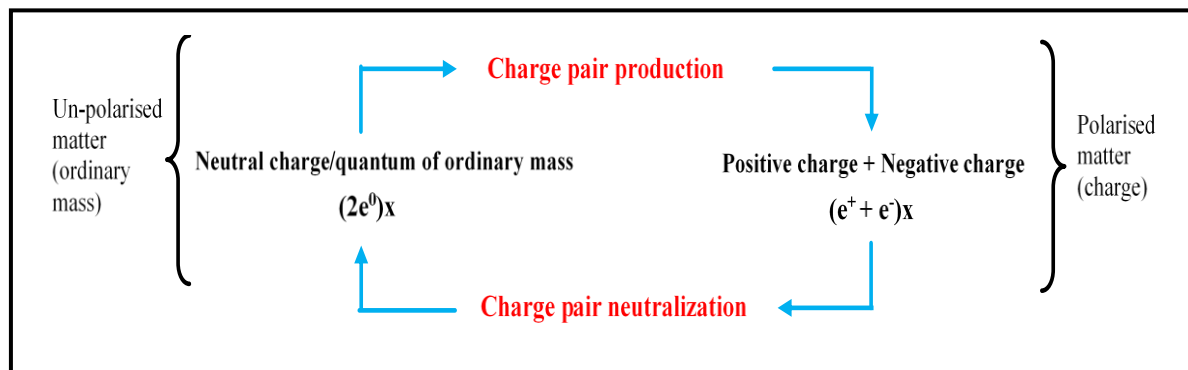 Charge pair production
Un-polarised
matter
(ordinary
mass)
Neutral charge/quantum of ordinary mass
(2e⁰)x
Positive charge + Negative charge
(e⁺ + e⁻)x
Polarised
matter
(charge)
Charge pair neutralization